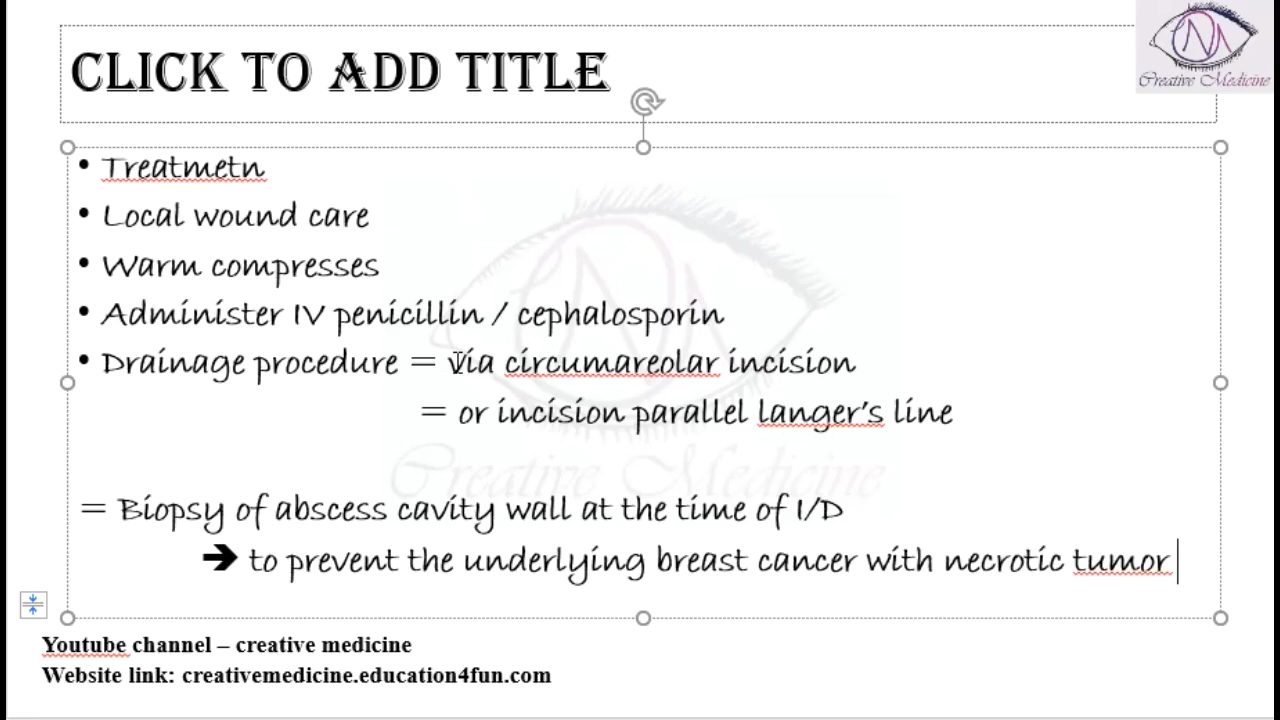 CLICK TO ADD TITLE
Creative Medicine
• Treatmetn
• Local wound care
• Warm compresses
• Administer IV penicillin / cephalosporin
• Drainage procedure = via circumareolar incision
= or incision parallel langer's line
Creative Medicine
= Biopsy of abscess cavity wall at the time of I/D
➔ to prevent the underlying breast cancer with necrotic tumor
Youtube channel – creative medicine
Website link: creativemedicine.education4fun.com